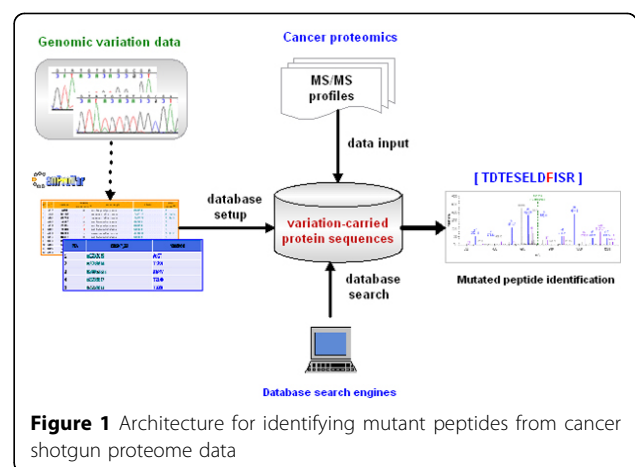 Genomic variation data
Cancer proteomics
MS/MS
profiles
data input
[ TDTESELDFISR ]
database
setup
variation-carried
protein sequences
Mutated peptide identification
database
search
Database search engines
Figure 1 Architecture for identifying mutant peptides from cancer
shotgun proteome data